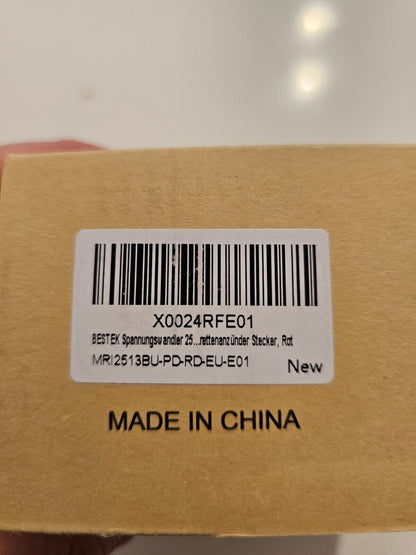 X0024RFE01
BESTEK Spannungswandler 25...rettenanzünder Stecker, Rot
MRI2513BU-PD-RD-EU-E01
New
MADE IN CHINA